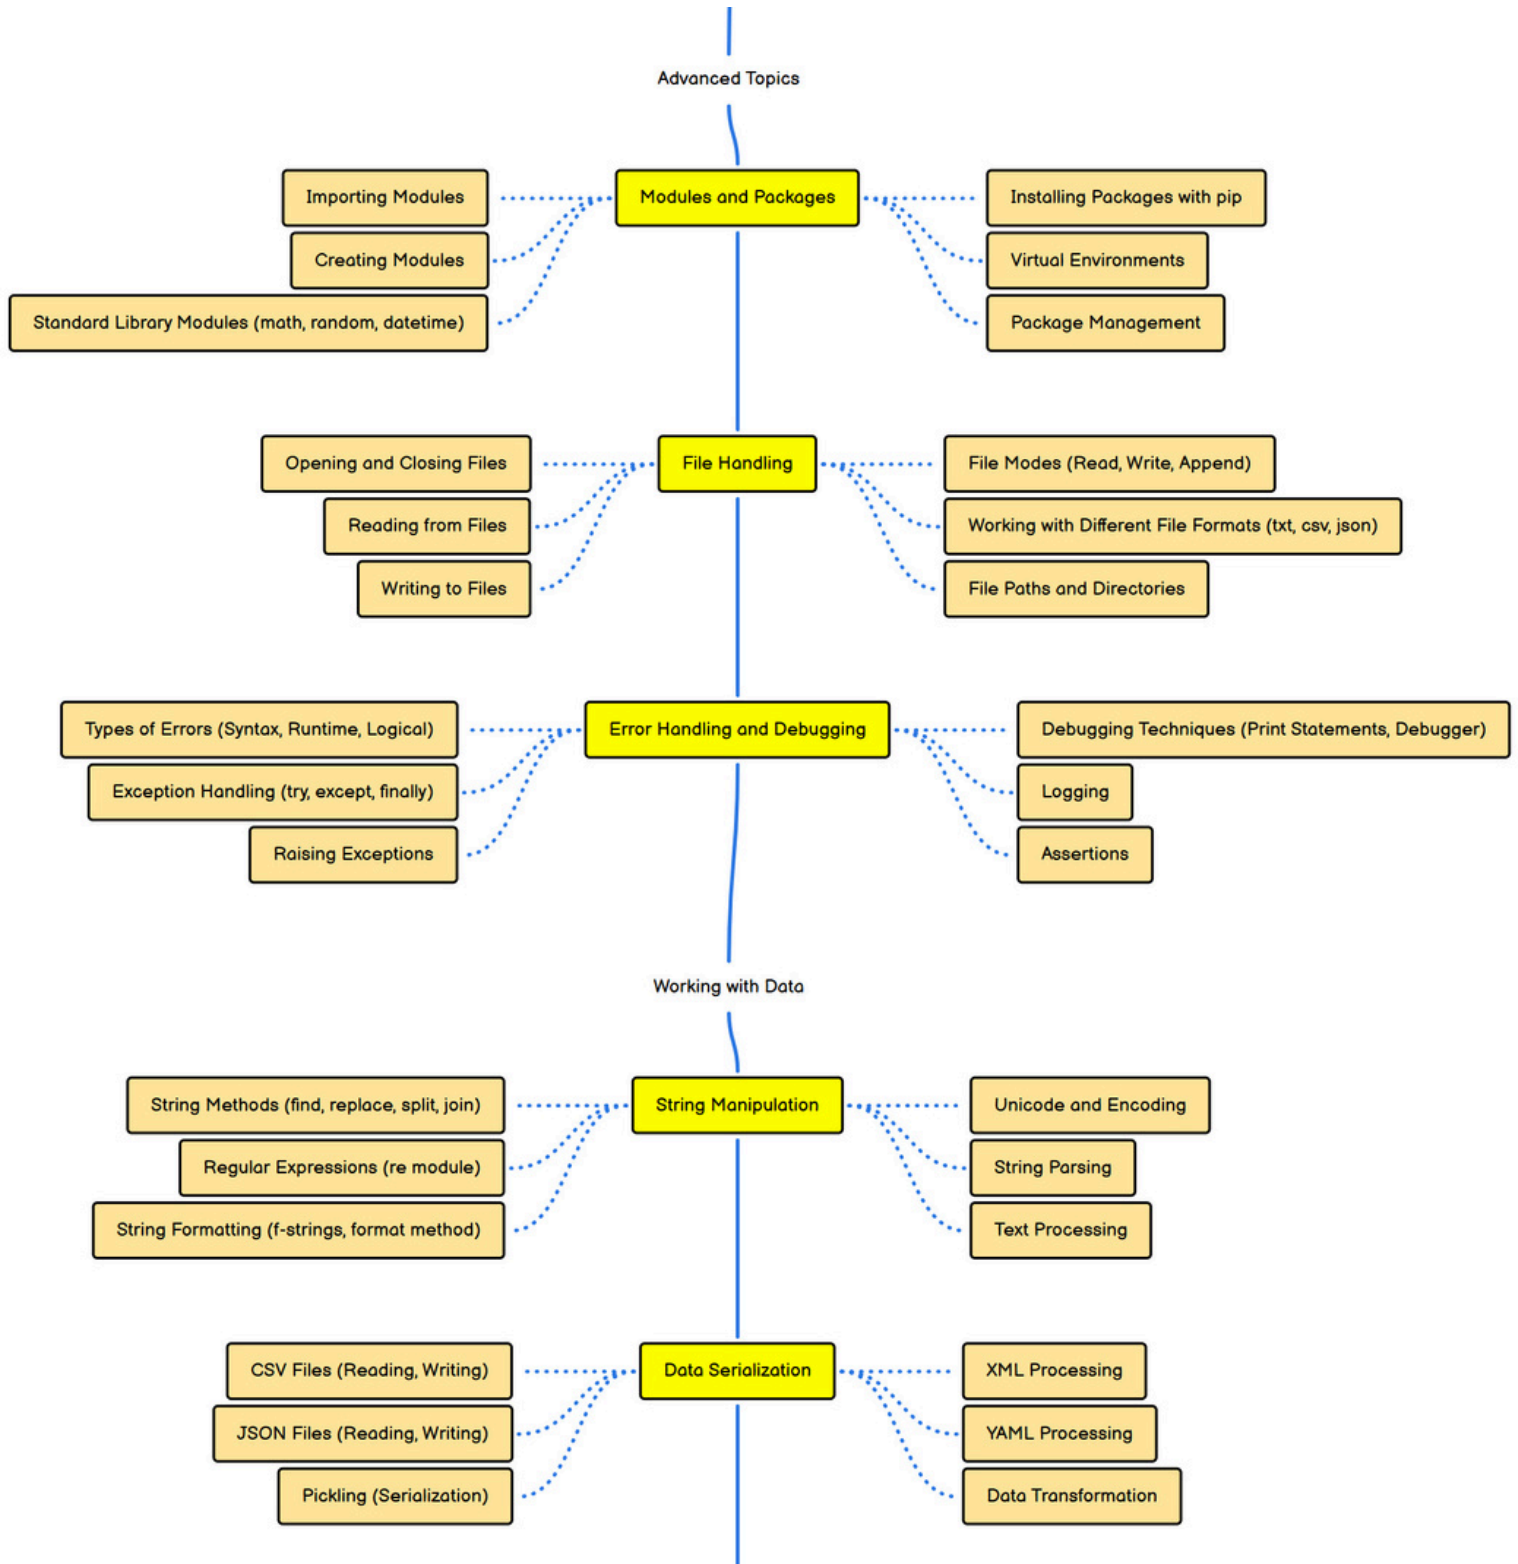 Advanced Topics
Importing Modules
Modules and Packages
Installing Packages with pip
Creating Modules
Virtual Environments
Standard Library Modules (math, random, datetime)
Package Management
Opening and Closing Files
File Handling
File Modes (Read, Write, Append)
Reading from Files
Working with Different File Formats (txt, csv, json)
Writing to Files
File Paths and Directories
Types of Errors (Syntax, Runtime, Logical)
Error Handling and Debugging
Debugging Techniques (Print Statements, Debugger)
Exception Handling (try, except, finally)
Logging
Raising Exceptions
Assertions
Working with Data
String Methods (find, replace, split, join)
String Manipulation
Unicode and Encoding
Regular Expressions (re module)
String Parsing
String Formatting (f-strings, format method)
Text Processing
CSV Files (Reading, Writing)
Data Serialization
XML Processing
JSON Files (Reading, Writing)
YAML Processing
Pickling (Serialization)
Data Transformation